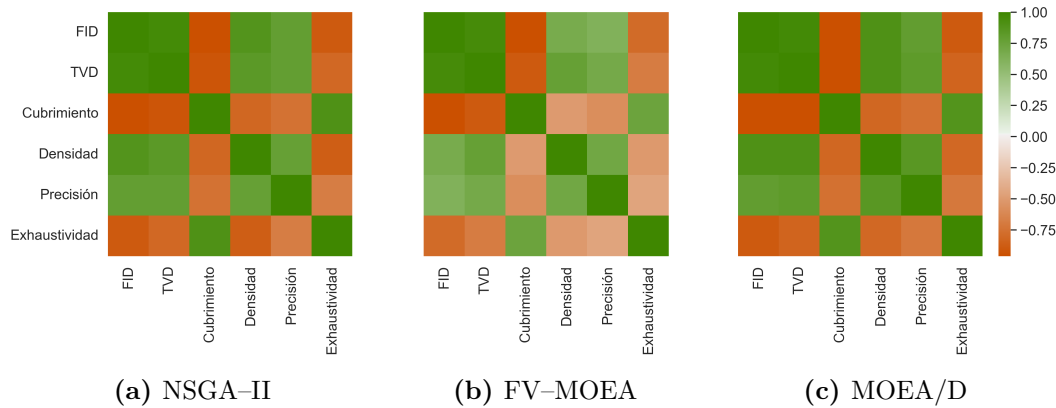 FID
TVD
Cubrimiento
Densidad
Precisión
Exhaustividad
FID
TVD
Cubrimiento
Densidad
Precisión
Exhaustividad
FID
TVD
Cubrimiento
Densidad
Precisión
Exhaustividad
FID
TVD
Cubrimiento
Densidad
Precisión
Exhaustividad
1.00
0.75
0.50
0.25
0.00
−0.25
−0.50
−0.75
(a) NSGA–II
(b) FV–MOEA
(c) MOEA/D